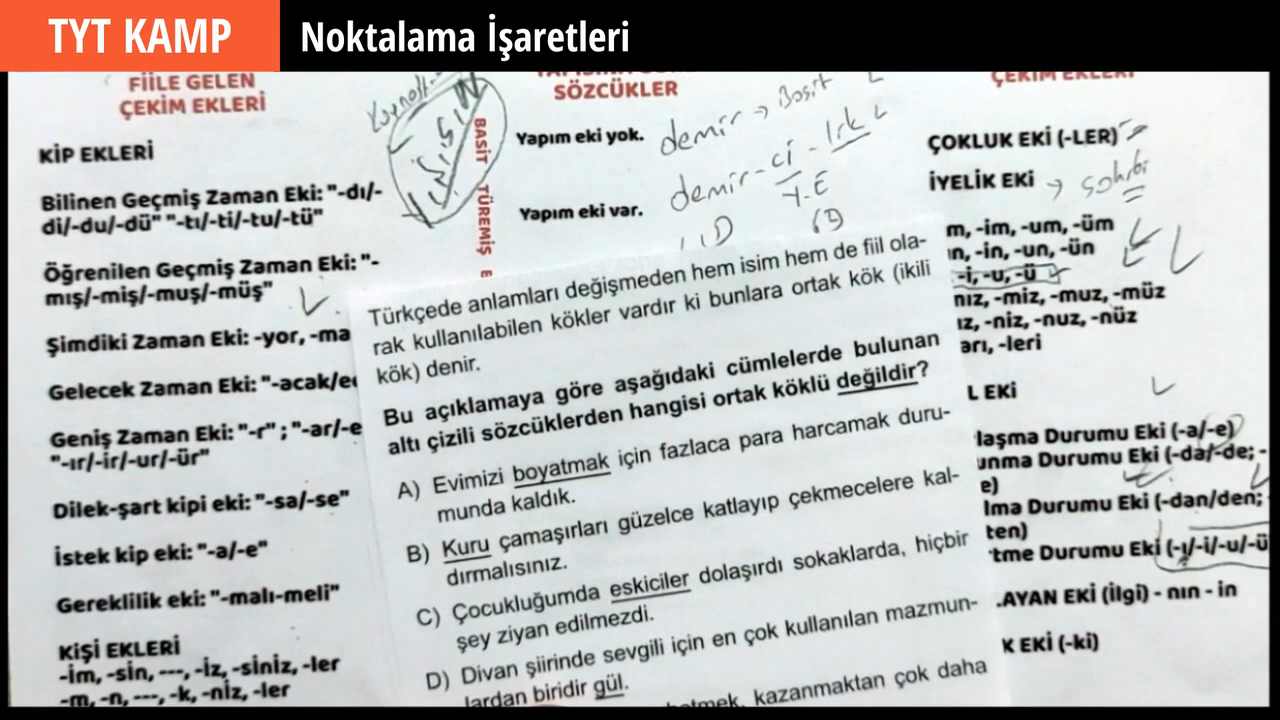 TYT KAMP
Noktalama İşaretleri
FİİLE GELEN
ÇEKİM EKLERİ
KİP EKLERİ
Bilinen Geçmiş Zaman Eki: "-dı/-
di/-du/-dü" "-tı/-ti/-tu/-tü"
Öğrenilen Geçmiş Zaman Eki: "-
mış/-miş/-muş/-müş"
Şimdiki Zaman Eki: -yor, -ma
Gelecek Zaman Eki: "-acak/e
Geniş Zaman Eki: "-r" ; "-ar/-e
"-ır/-ir/-ur/-ür"
Dilek-şart kipi eki: "-sa/-se"
İstek kip eki: "-a/-e"
Gereklilik eki: "-malı-meli"
KİŞİ EKLERİ
-im, -sin, ---, -iz, -siniz, -ler
-m, -n, ---, -k, -niz, -ler
SÖZCÜKLER
BASİT
TÜREMİŞ
Yapım eki yok.
demir → Basit
Yapım eki var.
demir-ci-lik
Y.E
Türkçede anlamları değişmeden hem isim hem de fiil ola-
rak kullanılabilen kökler vardır ki bunlara ortak kök (ikili
kök) denir.
Bu açıklamaya göre aşağıdaki cümlelerde bulunan
altı çizili sözcüklerden hangisi ortak köklü değildir?
A) Evimizi boyatmak için fazlaca para harcamak duru-
munda kaldık.
B) Kuru çamaşırları güzelce katlayıp çekmecelere kal-
dırmalısınız.
C) Çocukluğumda eskiciler dolaşırdı sokaklarda, hiçbir
şey ziyan edilmezdi.
D) Divan şiirinde sevgili için en çok kullanılan mazmun-
lardan biridir gül.
kazanmaktan çok daha
ÇEKİM EKLERİ
ÇOKLUK EKİ (-LER)
İYELİK EKİ
m, -im, -um, -üm
n, -in, -un, -ün
-i, -u, -ü
nız, -miz, -muz, -müz
ız, -niz, -nuz, -nüz
arı, -leri
L EKi
laşma Durumu Eki (-a/-e)
unma Durumu Eki (-da/-de; -
e)
lma Durumu Eki (-dan/den;
ten)
tme Durumu Eki (-ı/-i/-u/-ü
LAYAN EKİ (İlgi) - nın - in
K EKİ (-ki)